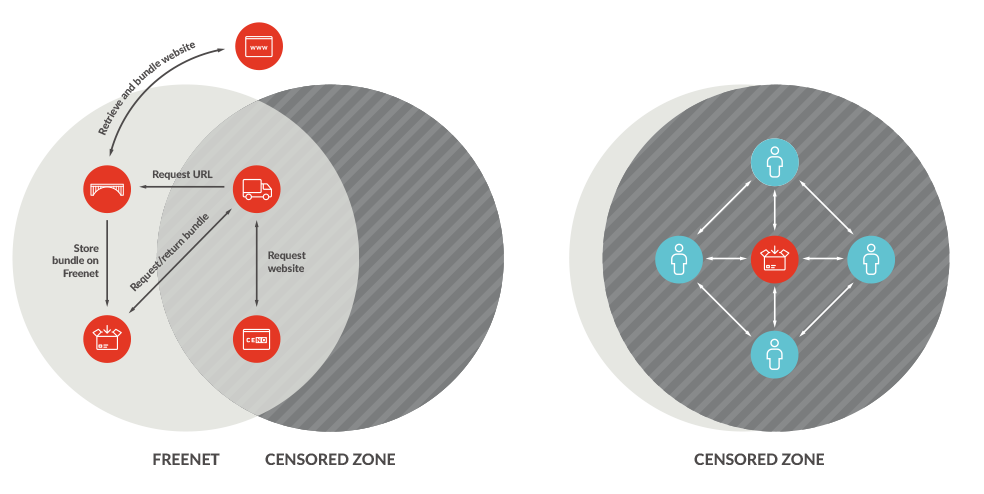 www
Retrieve and bundle website
Request URL
Store
bundle on
Freenet
Request/return bundle
Request
website
CENO
FREENET
CENSORED ZONE
CENSORED ZONE